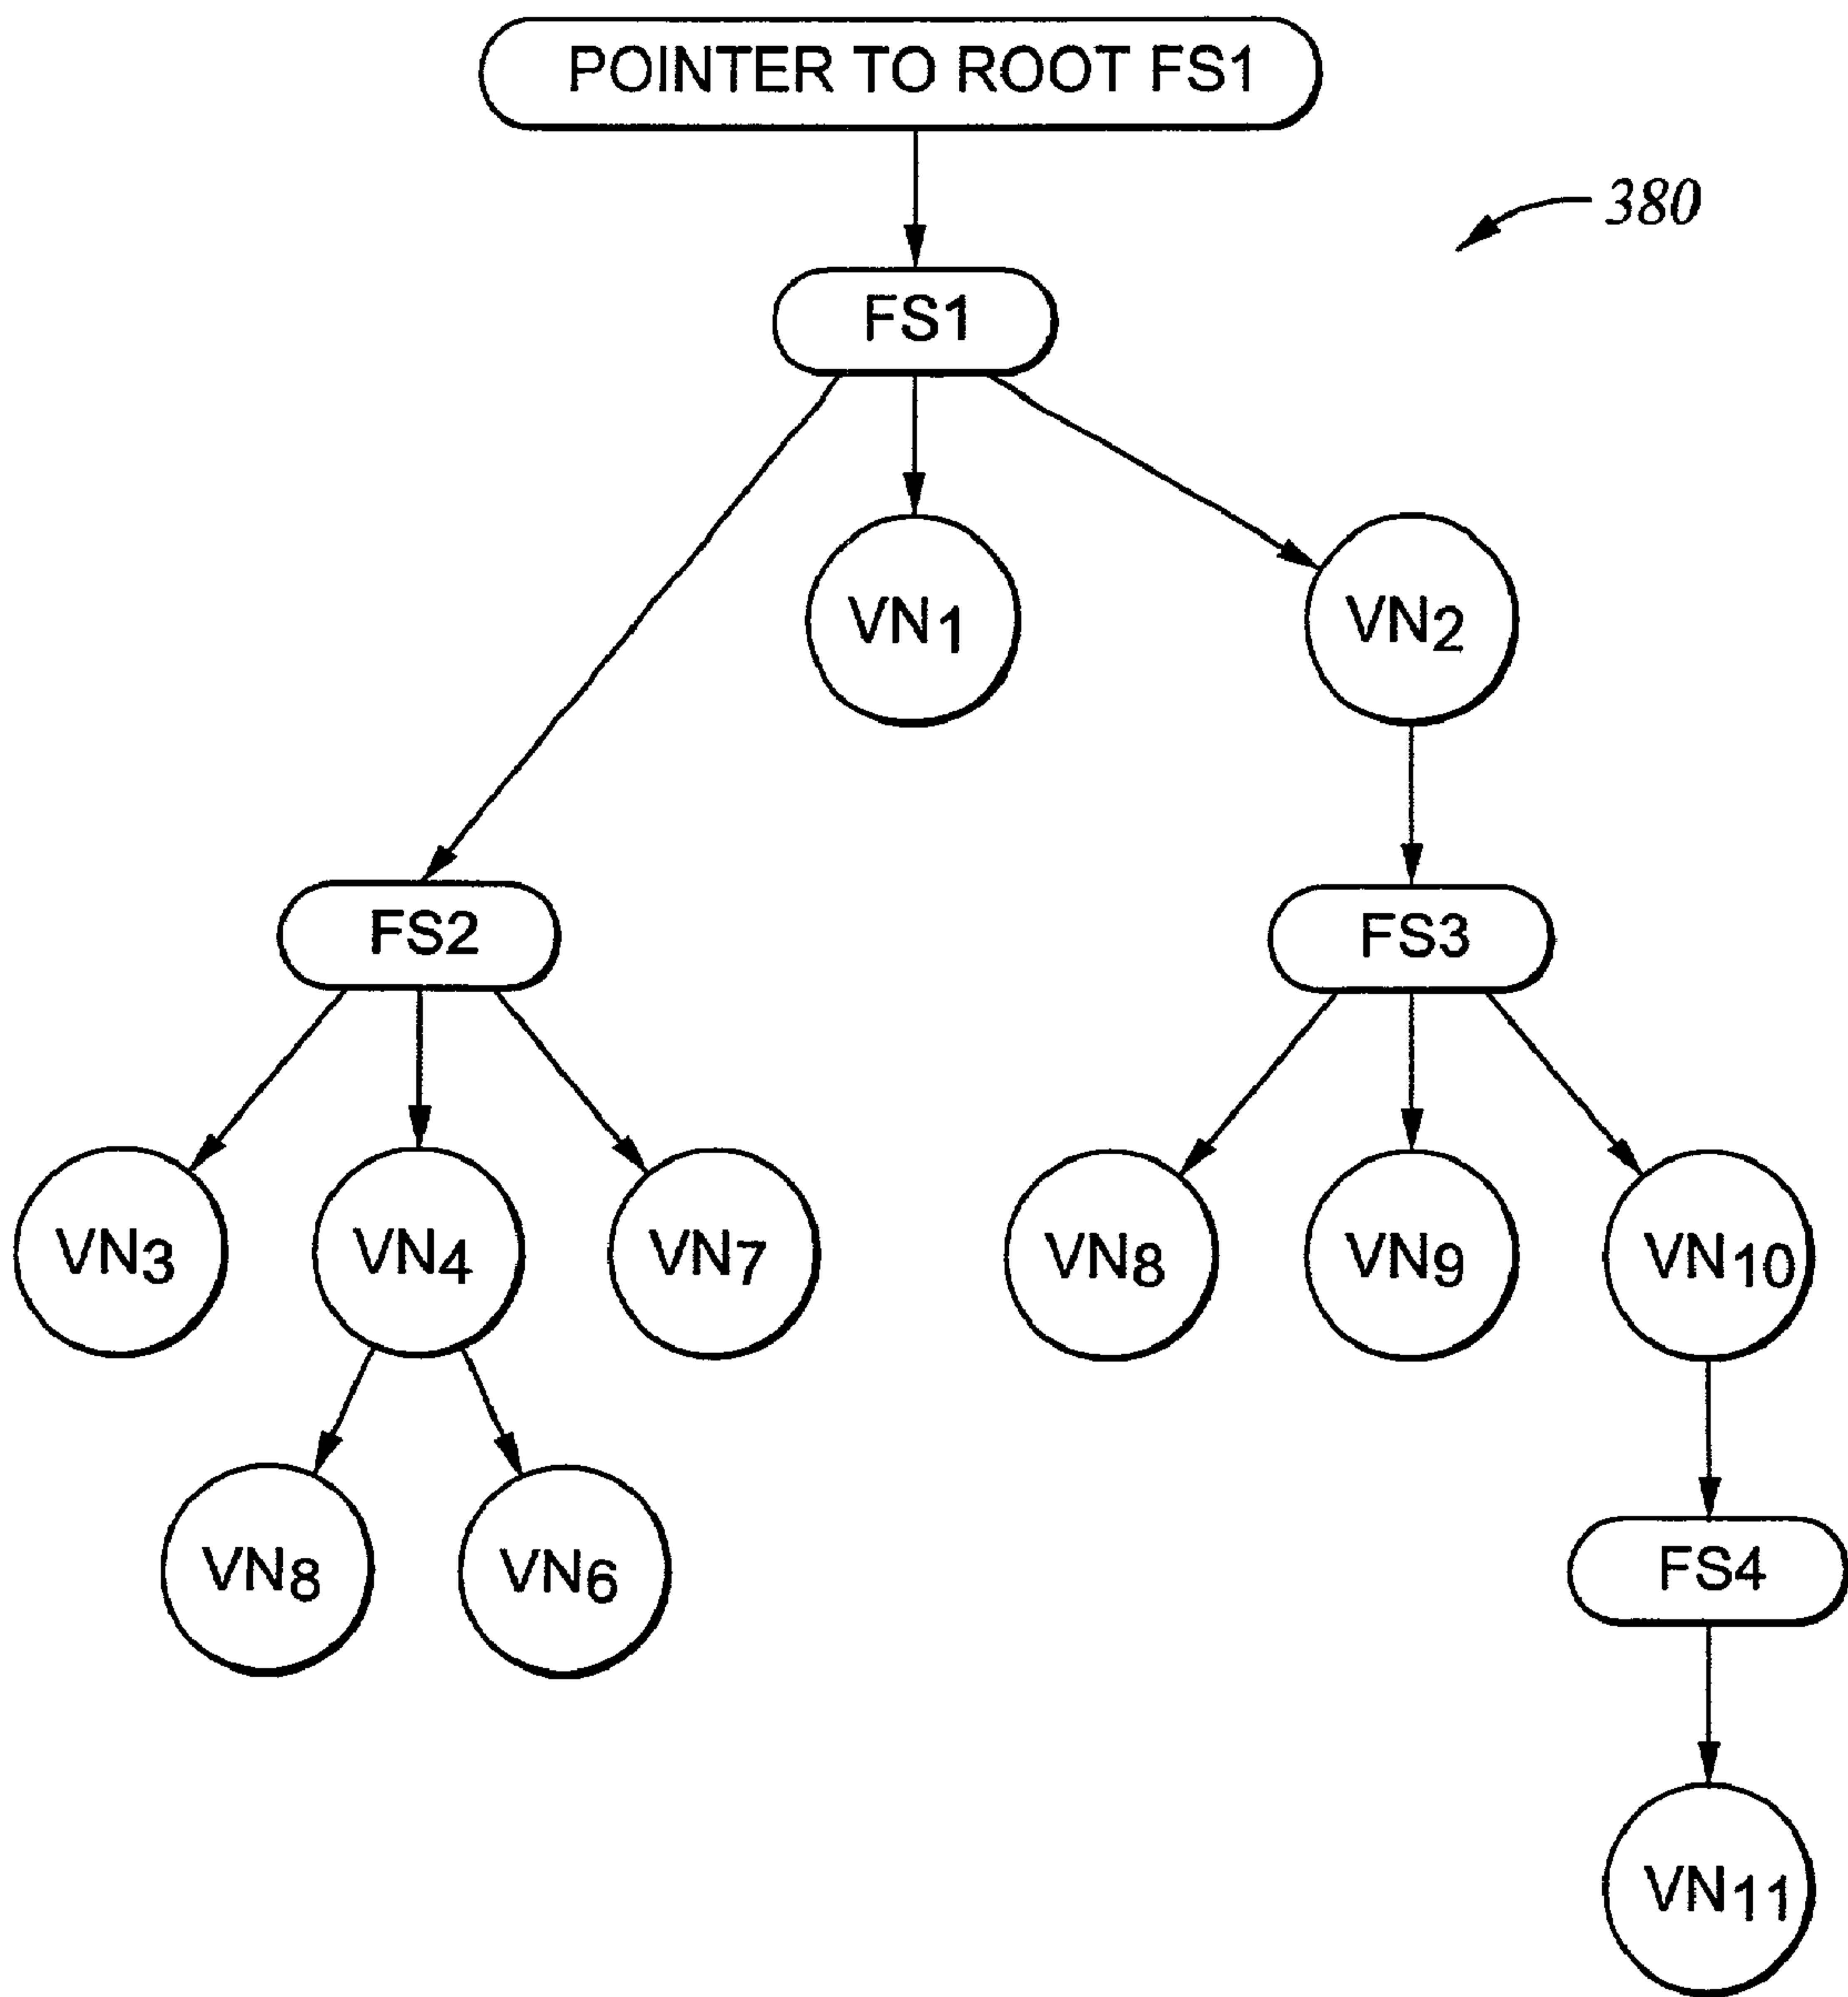 POINTER TO ROOT FS1
380
FS1
VN1
VN2
FS2
FS3
VN3
VN4
VN7
VN8
VN9
VN10
VN8
VN6
FS4
VN11